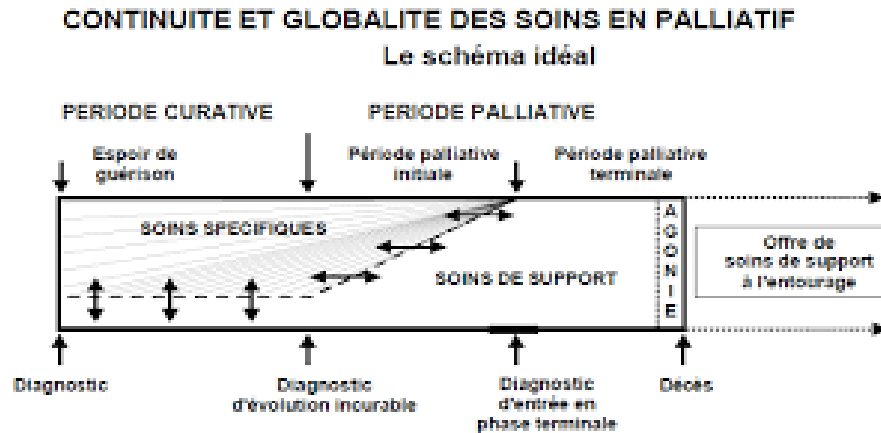 CONTINUITE ET GLOBALITE DES SOINS EN PALLIATIF
Le schéma idéal
PERIODE CURATIVE
PERIODE PALLIATIVE
Espoir de
guérison
Période palliative
initiale
Période palliative
terminale
SOINS SPECIFIQUES
SOINS DE SUPPORT
AGONIE
Offre de
soins de support
à l'entourage
Diagnostic
Diagnostic
d'évolution incurable
Diagnostic
d'entrée en
phase terminale
Décès